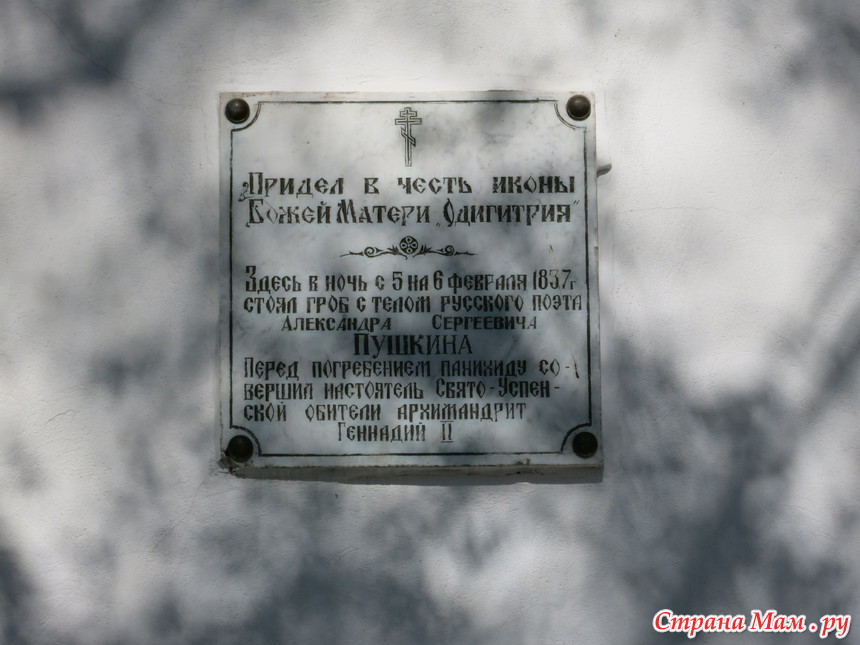 Придел в честь иконы
Божей Матери „Одигитрия"
Здесь в ночь с 5 на 6 февраля 1837г
стоял гроб с телом русского поэта
Александра Сергеевича
Пушкина
Перед погребением панихиду со-
вершил настоятель Свято-Успен-
ской обители архимандрит
Геннадий II
Страна Мам.ру